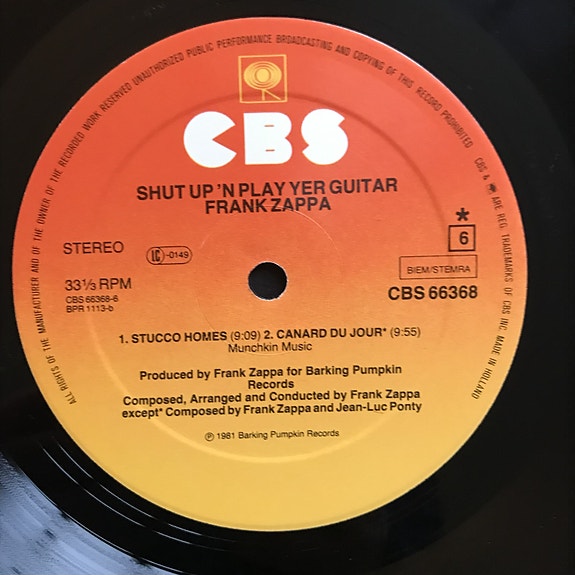 ALL RIGHTS OF THE MANUFACTURER AND OF THE OWNER OF THE RECORDED WORK RESERVED UNAUTHORIZED PUBLIC PERFORMANCE BROADCASTING AND COPYING OF THIS RECORD PROHIBITED
CBS & ARE REG. TRADEMARKS OF CBS INC. MADE IN HOLLAND
CBS
SHUT UP 'N PLAY YER GUITAR
FRANK ZAPPA
STEREO
LC-0149
*
6
33⅓ RPM
CBS 66368-6
BPR 1113-b
BIEM/STEMRA
CBS 66368
1. STUCCO HOMES (9:09) 2. CANARD DU JOUR* (9:55)
Munchkin Music
Produced by Frank Zappa for Barking Pumpkin
Records
Composed, Arranged and Conducted by Frank Zappa
except* Composed by Frank Zappa and Jean-Luc Ponty
℗ 1981 Barking Pumpkin Records